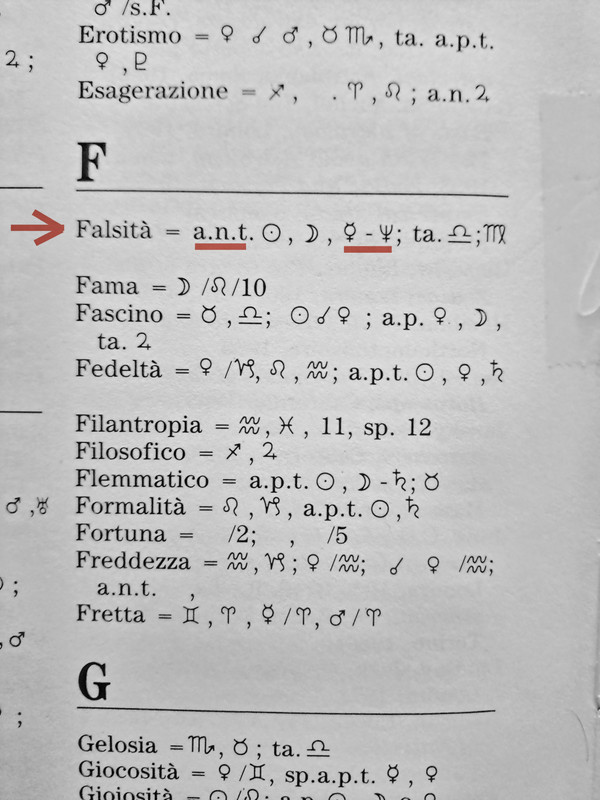 ♂ /s.F.
Erotismo = ♀ ☌ ♂ , ♉ ♏ , ta. a.p.t.
♃ ;
♀ , ♇
Esagerazione = ♐ , . ♈ , ♌ ; a.n. ♃
F
Falsità = a.n.t. ☉ , ☽ , ☿ - ♆ ; ta. ♎ ; ♍
Fama = ☽ /♌/10
Fascino = ♉ , ♎ ; ☉ ☌ ♀ ; a.p. ♀ , ☽ ,
ta. ♃
Fedeltà = ♀ /♑, ♌ , ♒ ; a.p.t. ☉ , ♀ , ♄
Filantropia = ♒ , ♓ , 11, sp. 12
Filosofico = ♐ , ♃
Flemmatico = a.p.t. ☉ , ☽ - ♄ ; ♉
♂ , ♅
Formalità = ♌ , ♑ , a.p.t. ☉ , ♄
Fortuna = /2; , /5
Freddezza = ♒ , ♑ ; ♀ /♒ ; ☌ ♀ /♒ ;
;
a.n.t. ,
Fretta = ♊ , ♈ , ☿ / ♈ , ♂ / ♈
, ♂
G
;
Gelosia = ♏ , ♉ ; ta. ♎
Giocosità = ♀ /♊ , sp.a.p.t. ☿ , ♀
Gioiosità = ☉ /♌ ; a.p. ☉